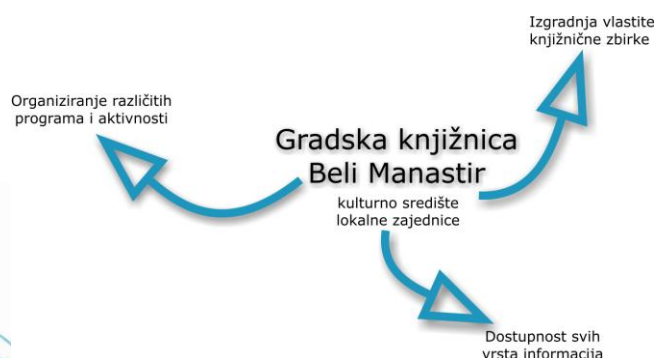 Izgradnja vlastite
knjižnične zbirke
Organiziranje različitih
programa i aktivnosti
Gradska knjižnica
Beli Manastir
kulturno središte
lokalne zajednice
Dostupnost svih
vrsta informacija